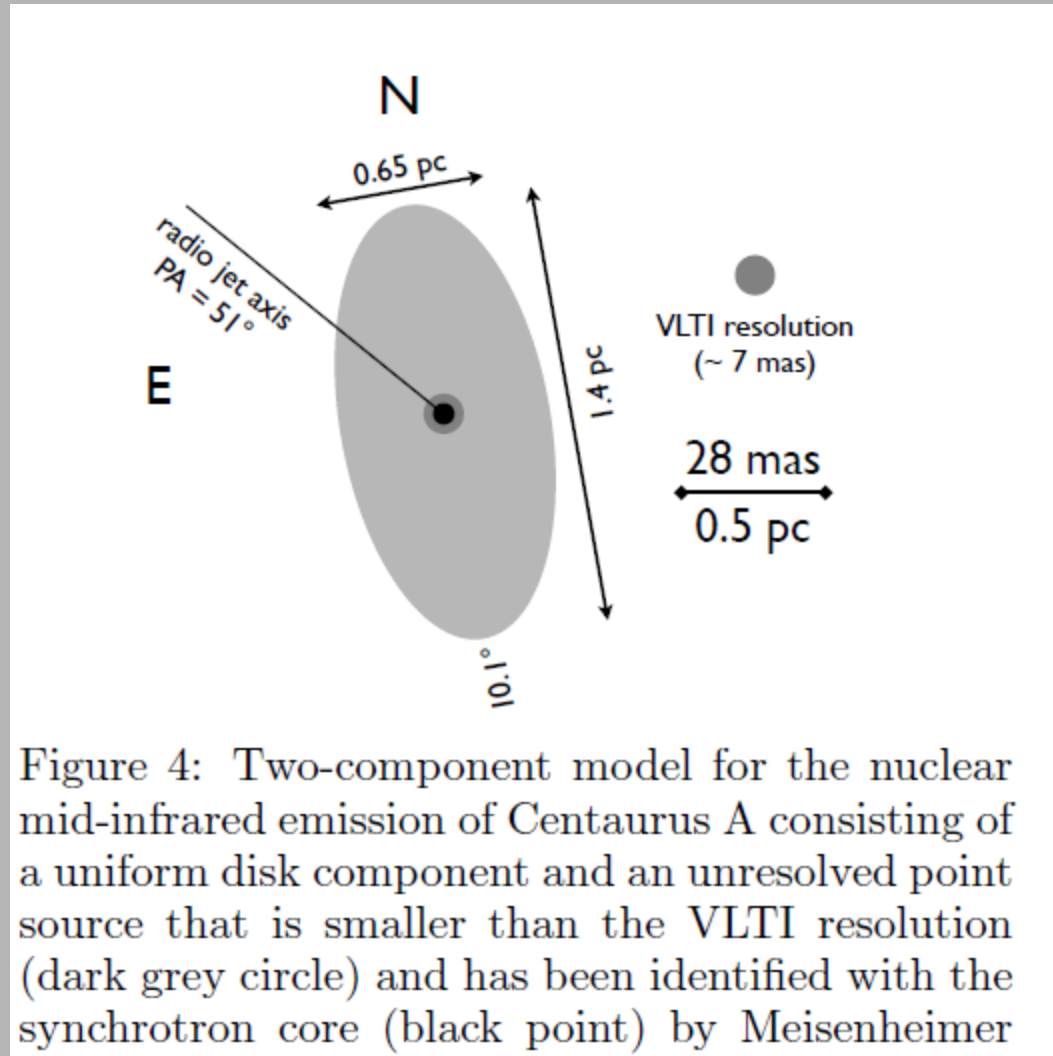 N
0.65 pc
radio jet axis
PA = 51°
E
1.4 pc
VLTI resolution
(~ 7 mas)
28 mas
0.5 pc
10.1°
Figure 4: Two-component model for the nuclear
mid-infrared emission of Centaurus A consisting of
a uniform disk component and an unresolved point
source that is smaller than the VLTI resolution
(dark grey circle) and has been identified with the
synchrotron core (black point) by Meisenheimer